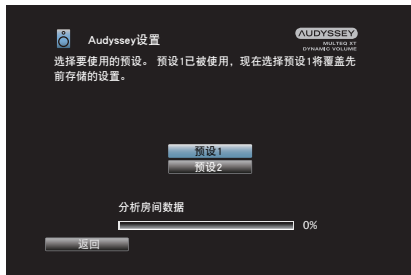 Audyssey设置
AUDYSSEY
MULTEQ XT
DYNAMIC VOLUME
选择要使用的预设。 预设1已被使用，现在选择预设1将覆盖先
前存储的设置。
预设1
预设2
分析房间数据
0%
返回